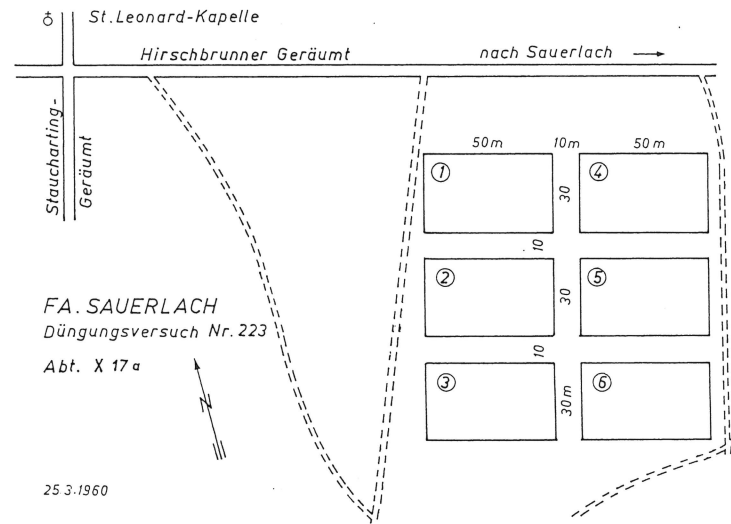 St. Leonard-Kapelle
Hirschbrunner Geräumt
nach Sauerlach
Staucharting-
Geräumt
50 m 10 m 50 m
1
4
30
10
2
5
30
10
3
6
30 m
FA. SAUERLACH
Düngungsversuch Nr. 223
Abt. X 17 a
N
25.3.1960